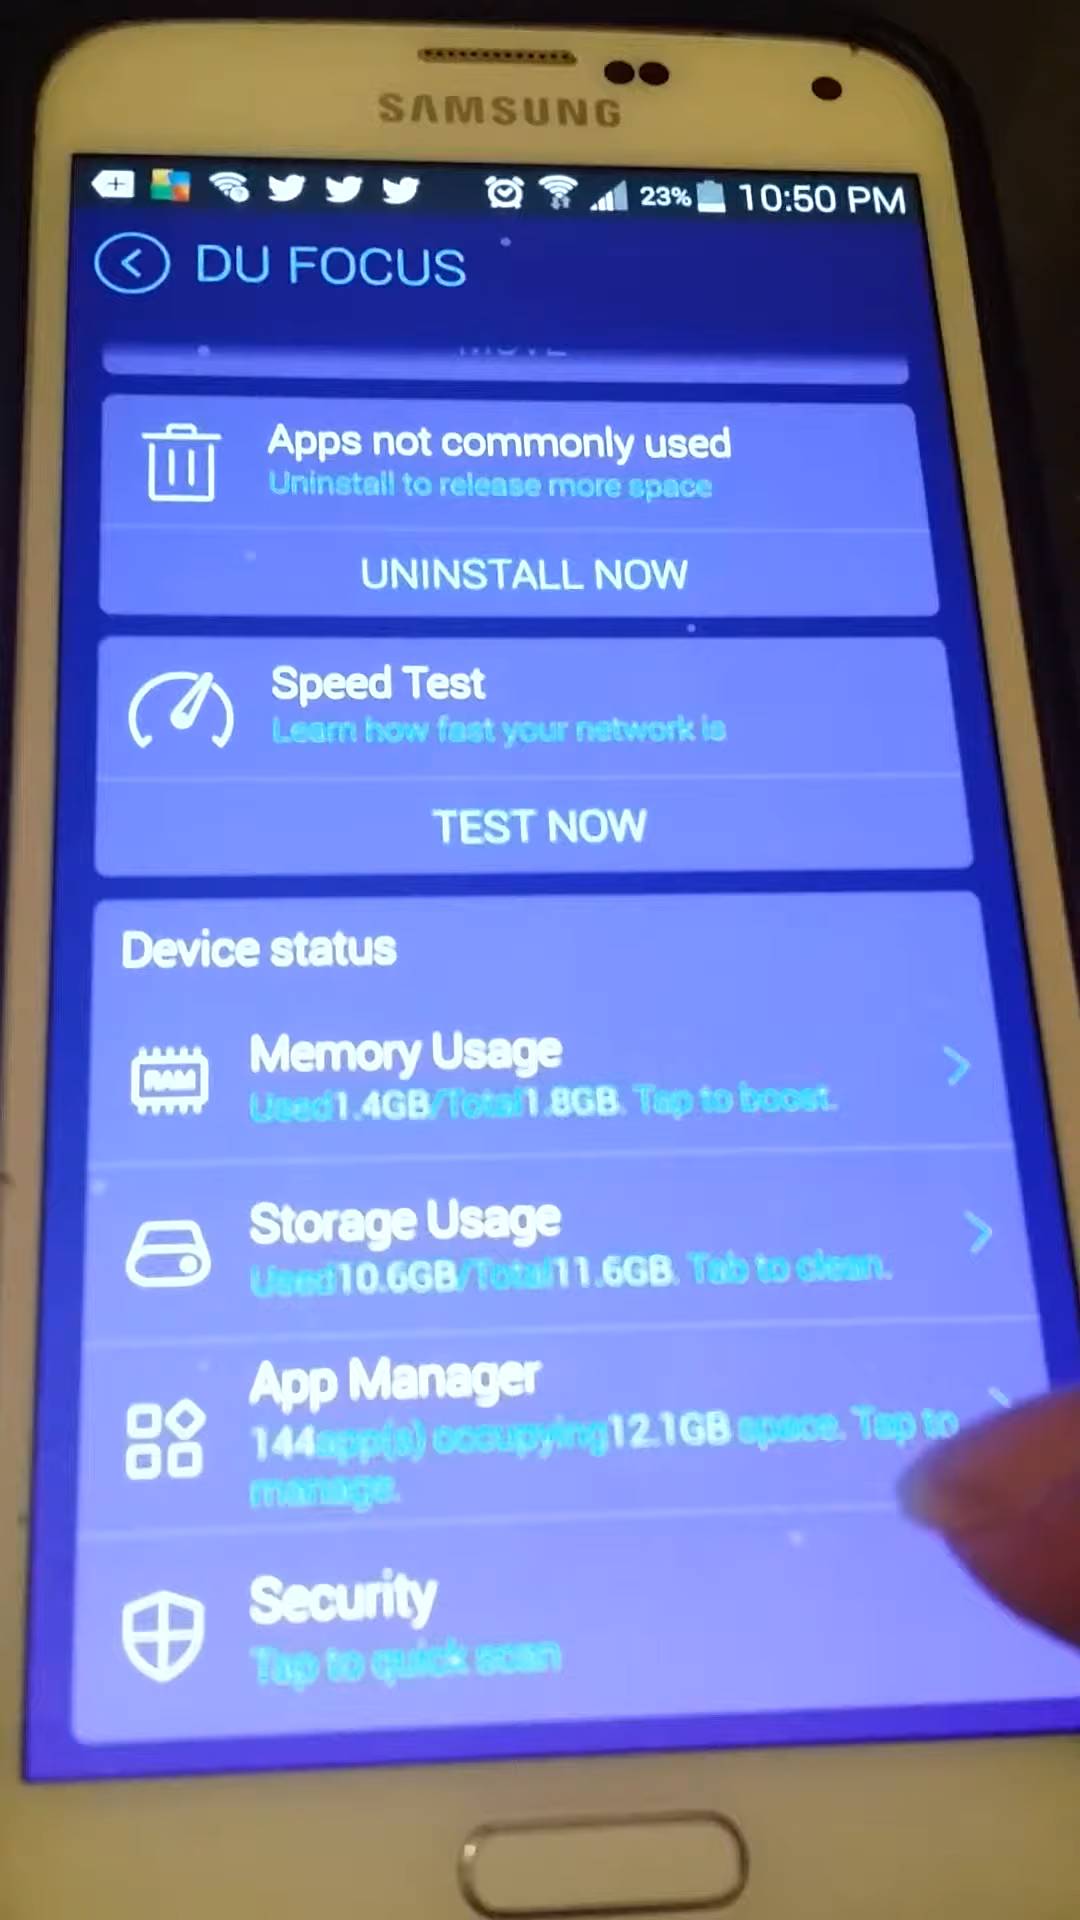 SAMSUNG
23% 10:50 PM
DU FOCUS
MOVE
Apps not commonly used
Uninstall to release more space
UNINSTALL NOW
Speed Test
Learn how fast your network is
TEST NOW
Device status
RAM
Memory Usage
Used1.4GB/Total1.8GB. Tap to boost.
Storage Usage
Used10.6GB/Total11.6GB. Tab to clean.
App Manager
144app(s) occupying12.1GB space. Tap to
manage.
Security
Tap to quick scan